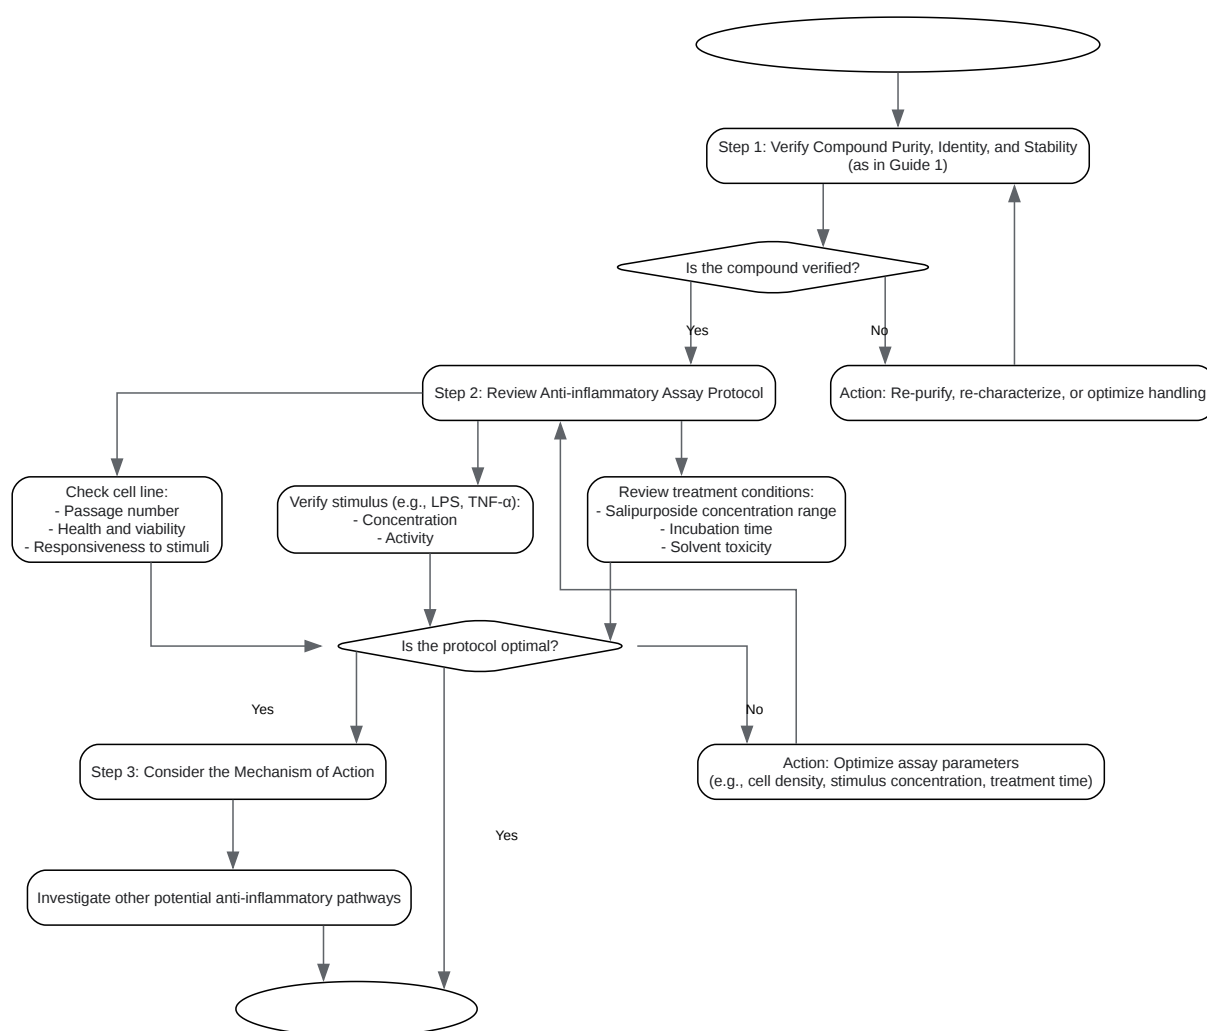 Step 1: Verify Compound Purity, Identity, and Stability
(as in Guide 1)
Is the compound verified?
Yes
No
Step 2: Review Anti-inflammatory Assay Protocol
Action: Re-purify, re-characterize, or optimize handling
Check cell line:
- Passage number
- Health and viability
- Responsiveness to stimuli
Verify stimulus (e.g., LPS, TNF-α):
- Concentration
- Activity
Review treatment conditions:
- Salipurposide concentration range
- Incubation time
- Solvent toxicity
Is the protocol optimal?
Yes
No
Step 3: Consider the Mechanism of Action
Action: Optimize assay parameters
(e.g., cell density, stimulus concentration, treatment time)
Yes
Investigate other potential anti-inflammatory pathways